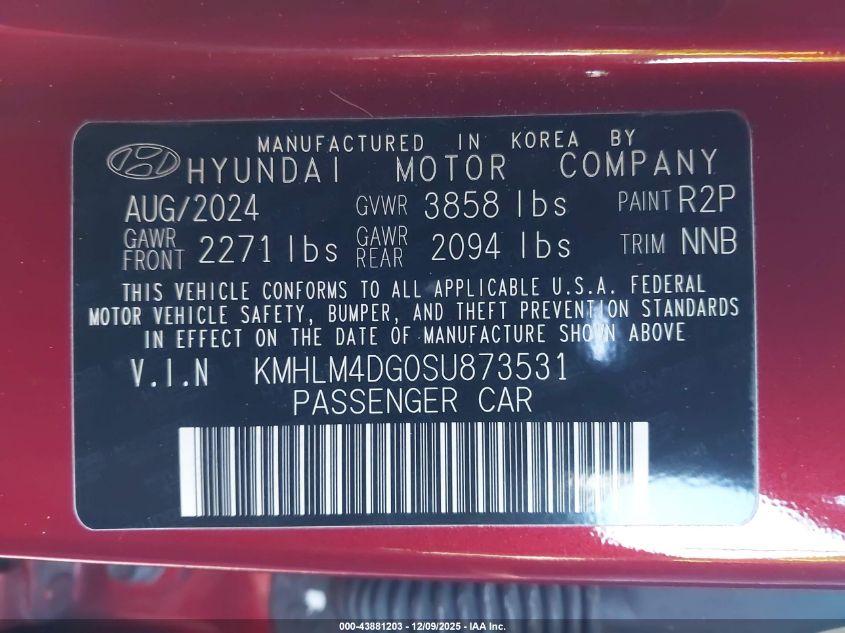 MANUFACTURED IN KOREA BY
HYUNDAI MOTOR COMPANY
AUG/2024 GVWR 3858 lbs PAINT R2P
GAWR FRONT 2271 lbs GAWR REAR 2094 lbs TRIM NNB
THIS VEHICLE CONFORMS TO ALL APPLICABLE U.S.A. FEDERAL
MOTOR VEHICLE SAFETY, BUMPER, AND THEFT PREVENTION STANDARDS
IN EFFECT ON THE DATE OF MANUFACTURE SHOWN ABOVE
V.I.N KMHLM4DG0SU873531
PASSENGER CAR
000-43881203 - 12/09/2025 - IAA Inc.